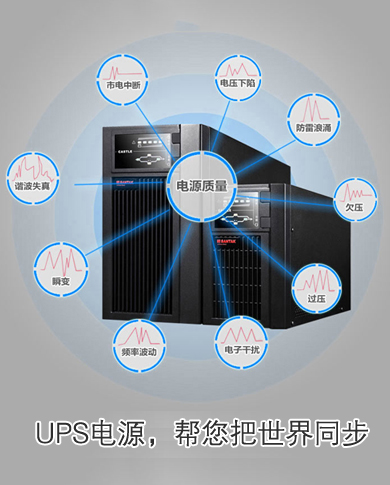 市电中断
电压下陷
防雷浪涌
谐波失真
电源质量
欠压
SANTAK
SANTAK
瞬变
过压
频率波动
电子干扰
UPS电源，帮您把世界同步